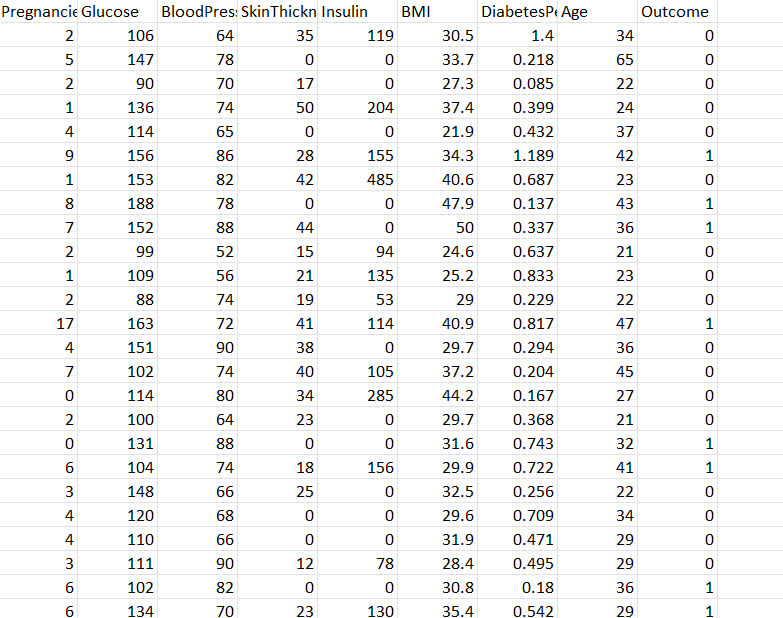 Pregnancie Glucose BloodPress SkinThickn Insulin BMI DiabetesPe Age Outcome
2 106 64 35 119 30.5 1.4 34 0
5 147 78 0 0 33.7 0.218 65 0
2 90 70 17 0 27.3 0.085 22 0
1 136 74 50 204 37.4 0.399 24 0
4 114 65 0 0 21.9 0.432 37 0
9 156 86 28 155 34.3 1.189 42 1
1 153 82 42 485 40.6 0.687 23 0
8 188 78 0 0 47.9 0.137 43 1
7 152 88 44 0 50 0.337 36 1
2 99 52 15 94 24.6 0.637 21 0
1 109 56 21 135 25.2 0.833 23 0
2 88 74 19 53 29 0.229 22 0
17 163 72 41 114 40.9 0.817 47 1
4 151 90 38 0 29.7 0.294 36 0
7 102 74 40 105 37.2 0.204 45 0
0 114 80 34 285 44.2 0.167 27 0
2 100 64 23 0 29.7 0.368 21 0
0 131 88 0 0 31.6 0.743 32 1
6 104 74 18 156 29.9 0.722 41 1
3 148 66 25 0 32.5 0.256 22 0
4 120 68 0 0 29.6 0.709 34 0
4 110 66 0 0 31.9 0.471 29 0
3 111 90 12 78 28.4 0.495 29 0
6 102 82 0 0 30.8 0.18 36 1
6 134 70 23 130 35.4 0.542 29 1